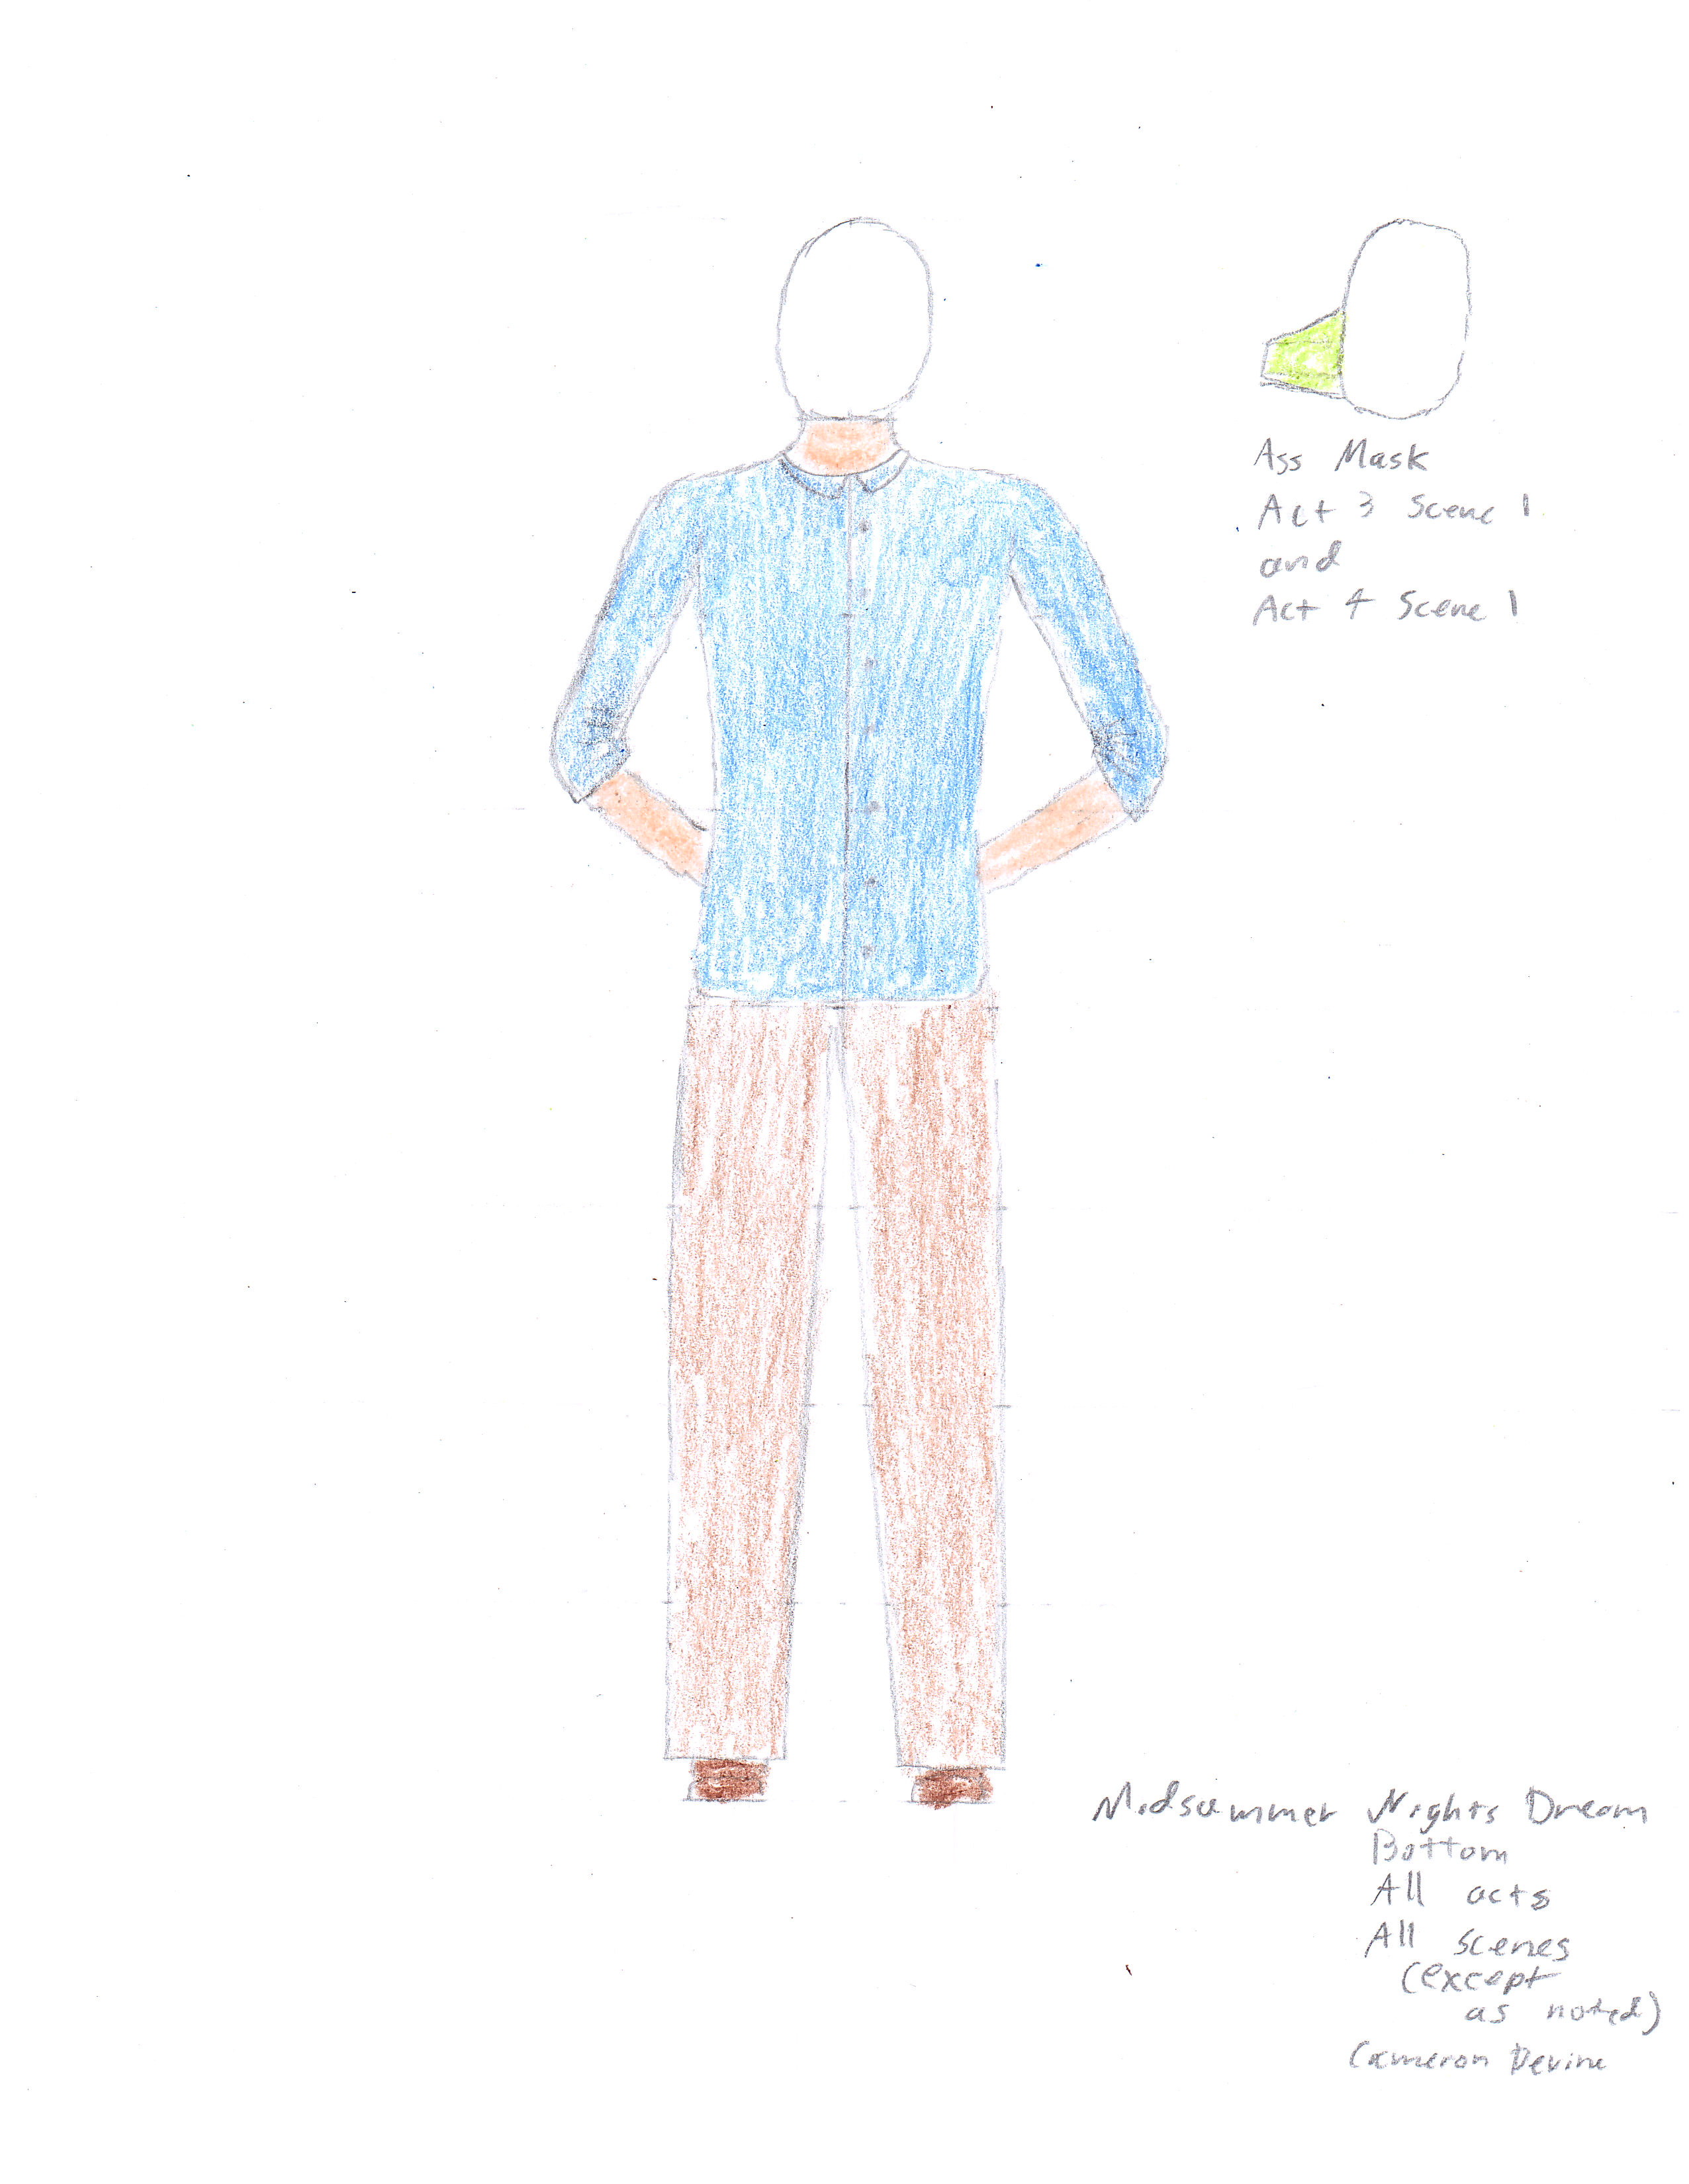 Ass Mask
Act 3 Scene 1
and
Act 4 Scene 1
Midsummer Nights Dream
Bottom
All acts
All scenes
(except
as noted)
Cameron Devine